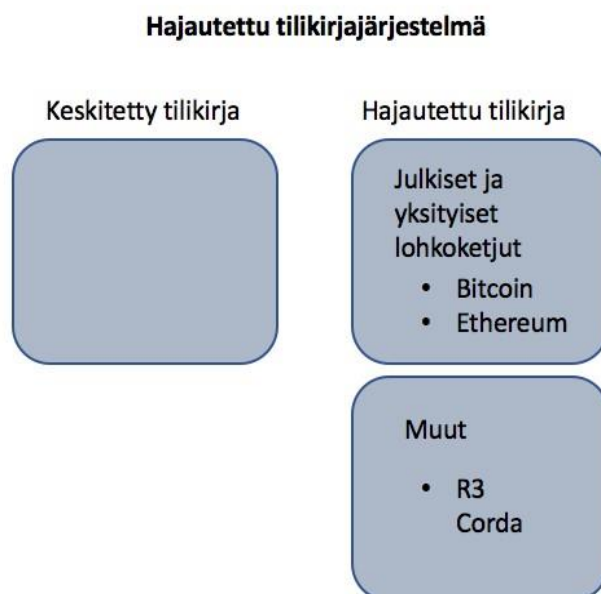 Hajautettu tilikirjajärjestelmä
Keskitetty tilikirja
Hajautettu tilikirja
Julkiset ja
yksityiset
lohkoketjut
• Bitcoin
• Ethereum
Muut
• R3
Corda